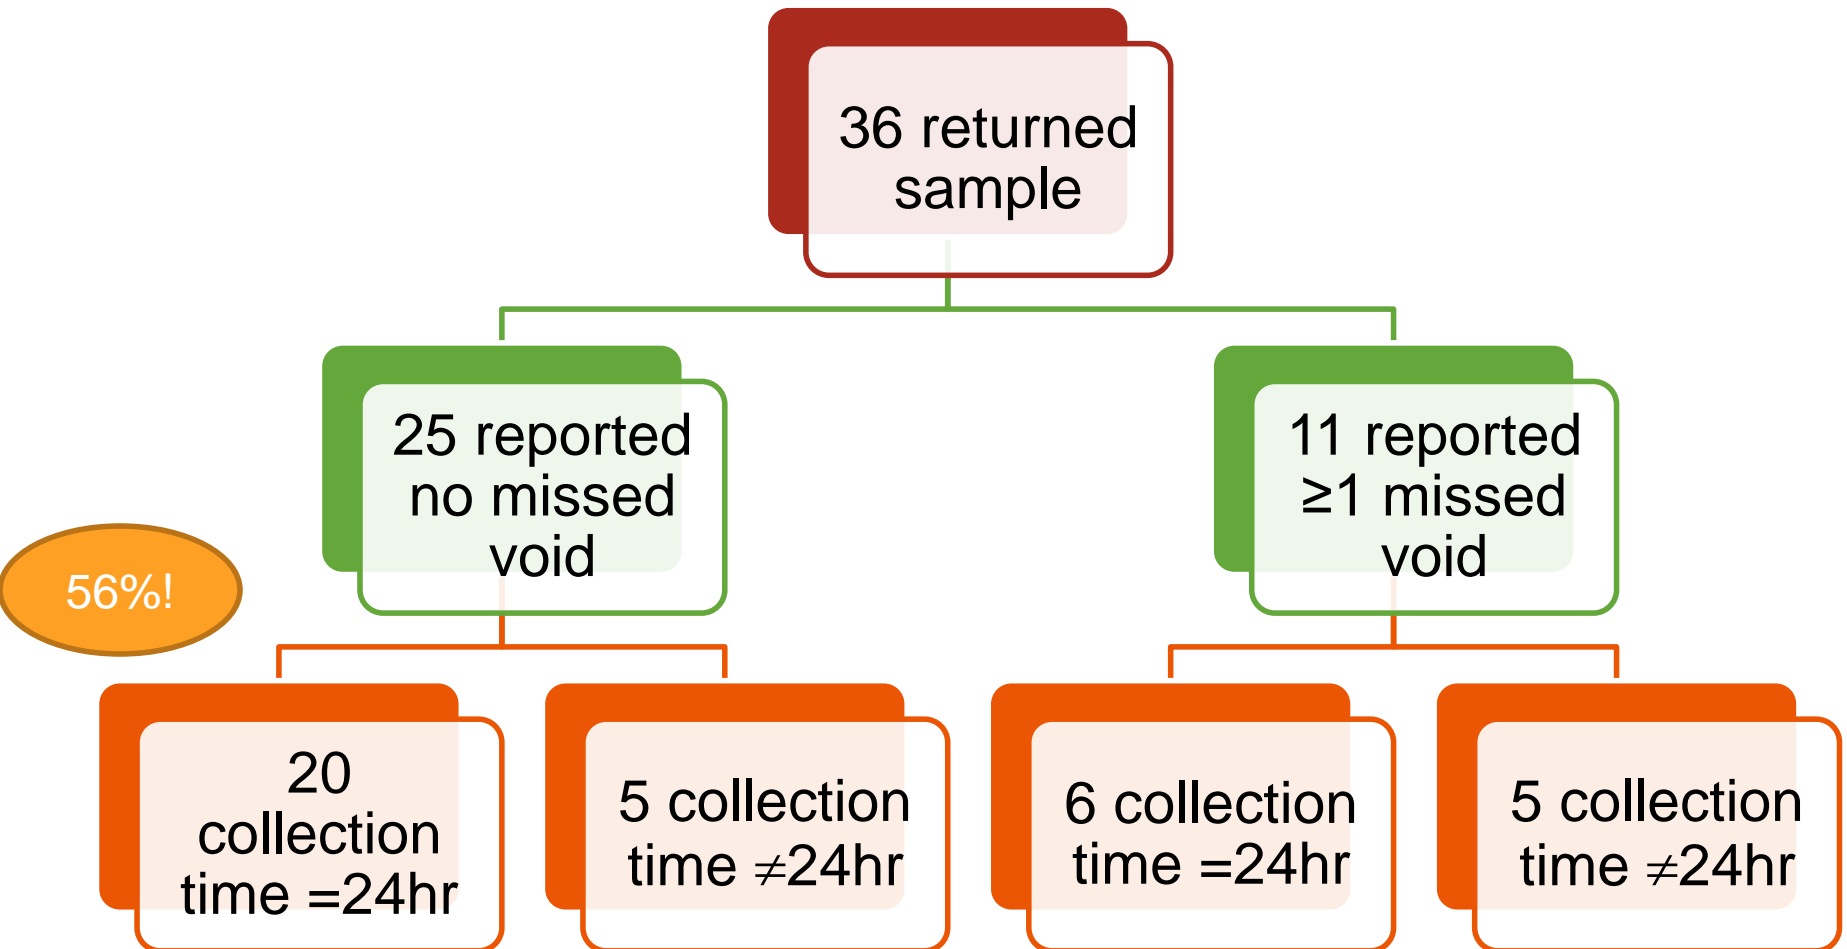 36 returned
sample
25 reported
no missed
void
11 reported
≥1 missed
void
56%!
20
collection
time =24hr
5 collection
time ≠24hr
6 collection
time =24hr
5 collection
time ≠24hr